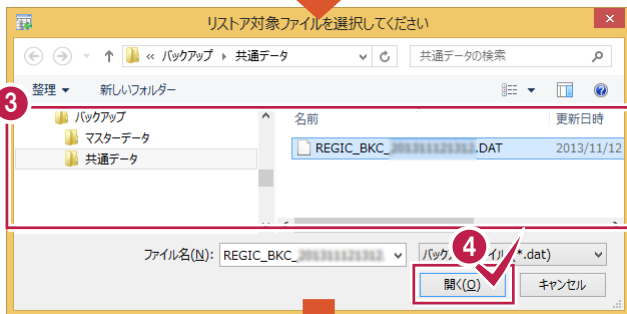 リストア対象ファイルを選択してください
« バックアップ ▸ 共通データ
共通データの検索
整理 ▼ 新しいフォルダー
3
バックアップ
マスターデータ
共通データ
名前 更新日時
REGIC_BKC_ .DAT 2013/11/12
ファイル名(N): REGIC_BKC_
(*.dat)
4
開く(O) キャンセル